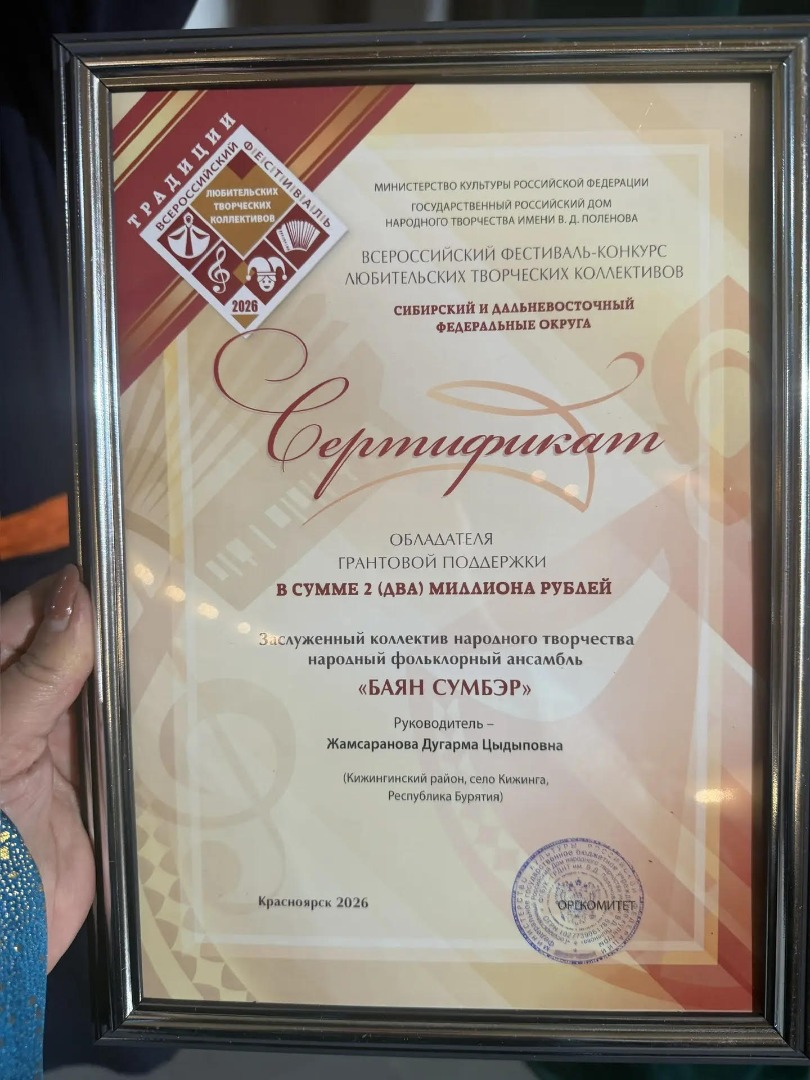 ТРАДИЦИИ
ВСЕРОССИЙСКИЙ ФЕСТИВАЛЬ
ЛЮБИТЕЛЬСКИХ
ТВОРЧЕСКИХ
КОЛЛЕКТИВОВ
2026
МИНИСТЕРСТВО КУЛЬТУРЫ РОССИЙСКОЙ ФЕДЕРАЦИИ
ГОСУДАРСТВЕННЫЙ РОССИЙСКИЙ ДОМ
НАРОДНОГО ТВОРЧЕСТВА ИМЕНИ В. Д. ПОЛЕНОВА
ВСЕРОССИЙСКИЙ ФЕСТИВАЛЬ-КОНКУРС
ЛЮБИТЕЛЬСКИХ ТВОРЧЕСКИХ КОЛЛЕКТИВОВ
СИБИРСКИЙ И ДАЛЬНЕВОСТОЧНЫЙ
ФЕДЕРАЛЬНЫЕ ОКРУГА
Сертификат
ОБЛАДАТЕЛЯ
ГРАНТОВОЙ ПОДДЕРЖКИ
В СУММЕ 2 (ДВА) МИЛЛИОНА РУБЛЕЙ
Заслуженный коллектив народного творчества
народный фольклорный ансамбль
«БАЯН СУМБЭР»
Руководитель –
Жамсаранова Дугарма Цыдыповна
(Кижингинский район, село Кижинга,
Республика Бурятия)
Красноярск 2026
ОРГКОМИТЕТ